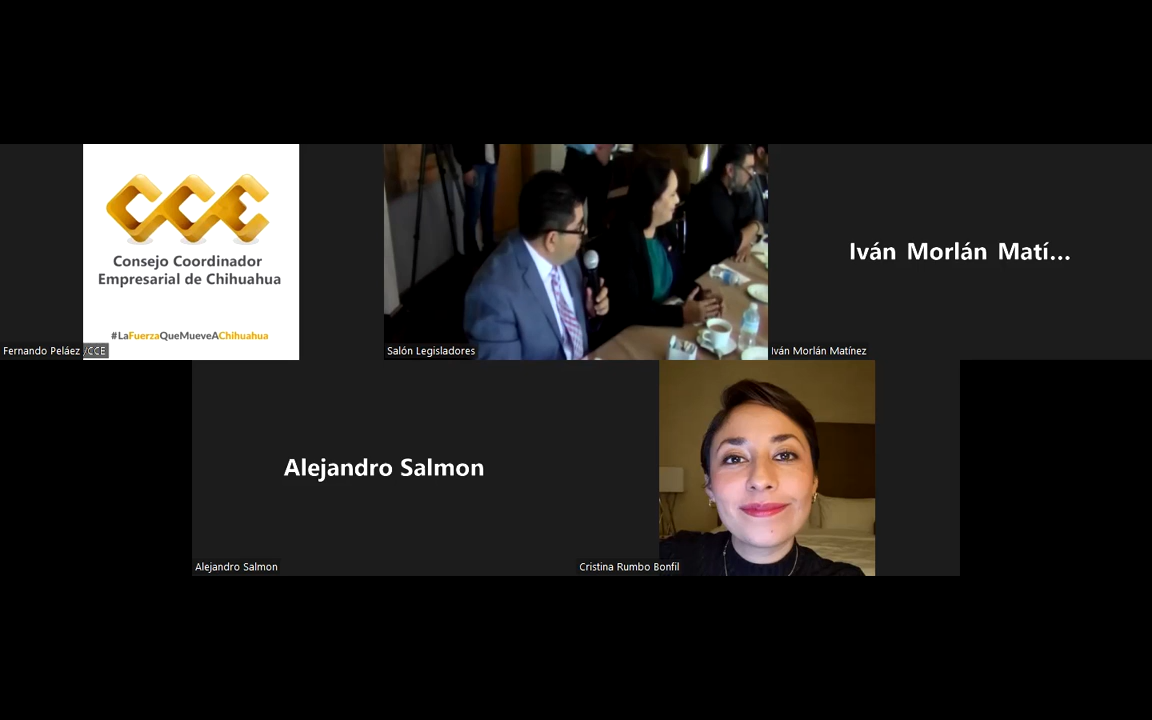 CCE
Consejo Coordinador
Empresarial de Chihuahua
#LaFuerzaQueMueveAChihuahua
Fernando Peláez /CCE
Salón Legisladores
Iván Morlán Matí...
Iván Morlán Matínez
Alejandro Salmon
Alejandro Salmon
Cristina Rumbo Bonfil